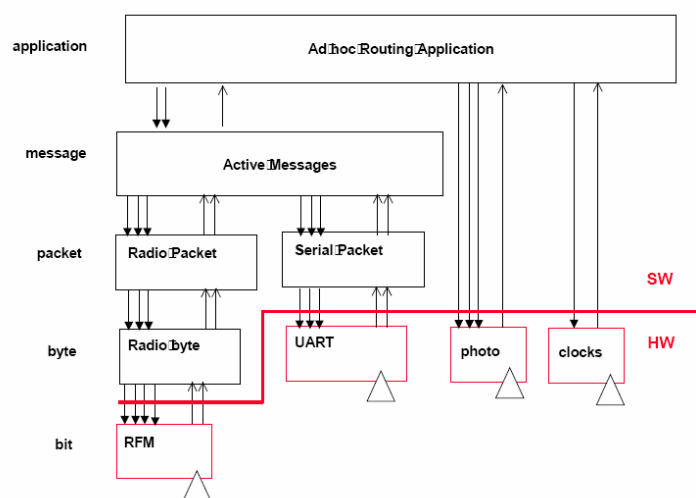 application
Ad hoc Routing Application
message
Active Messages
packet
Radio Packet
Serial Packet
SW
byte
Radio byte
UART
photo
clocks
HW
bit
RFM